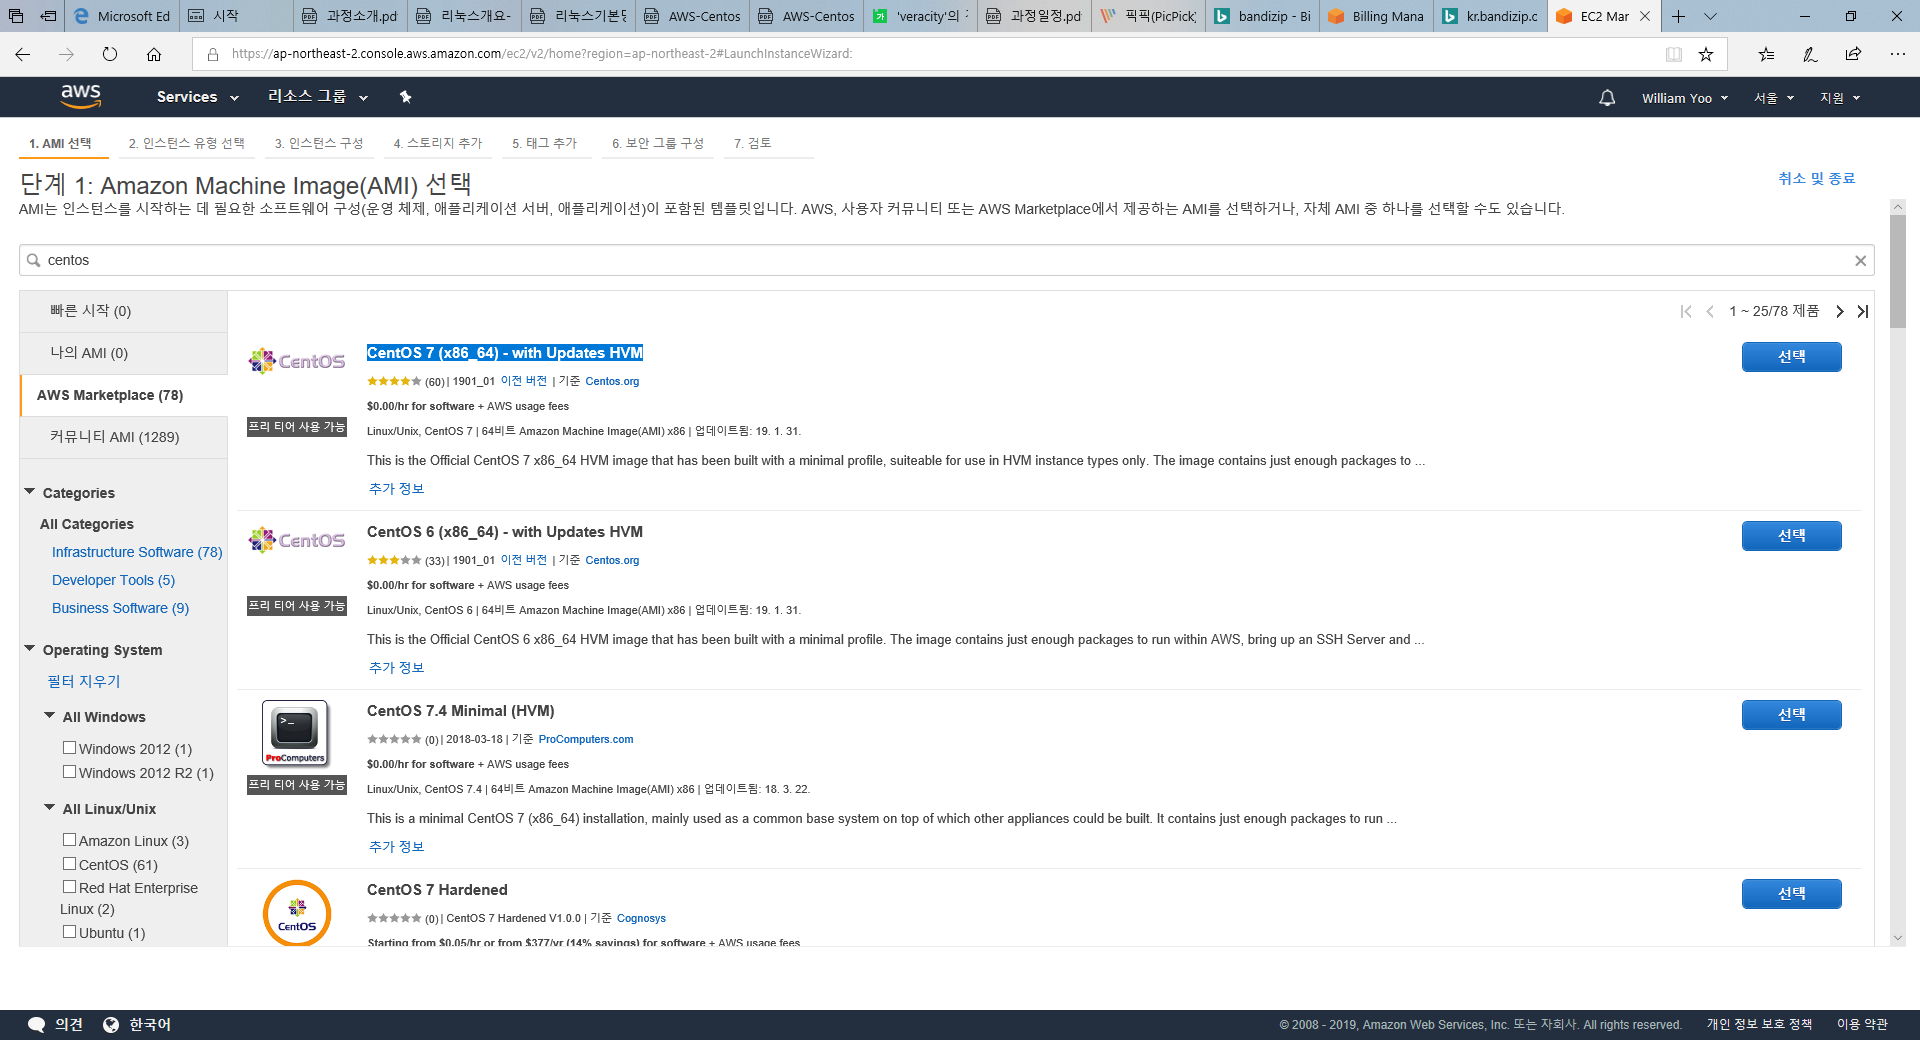 Microsoft Ed
시작
과정소개.pd
리눅스개요-
리눅스기본명
AWS-Centos
AWS-Centos
'veracity'의
과정일정.pd
픽픽(PicPick)
bandizip - Bi
Billing Mana
kr.bandizip.c
EC2 Mar
https://ap-northeast-2.console.aws.amazon.com/ec2/v2/home?region=ap-northeast-2#LaunchInstanceWizard:
aws
Services
리소스 그룹
William Yoo
서울
지원
1. AMI 선택
2. 인스턴스 유형 선택
3. 인스턴스 구성
4. 스토리지 추가
5. 태그 추가
6. 보안 그룹 구성
7. 검토
단계 1: Amazon Machine Image(AMI) 선택
취소 및 종료
AMI는 인스턴스를 시작하는 데 필요한 소프트웨어 구성(운영 체제, 애플리케이션 서버, 애플리케이션)이 포함된 템플릿입니다. AWS, 사용자 커뮤니티 또는 AWS Marketplace에서 제공하는 AMI를 선택하거나, 자체 AMI 중 하나를 선택할 수도 있습니다.
centos
빠른 시작 (0)
나의 AMI (0)
AWS Marketplace (78)
커뮤니티 AMI (1289)
Categories
All Categories
Infrastructure Software (78)
Developer Tools (5)
Business Software (9)
Operating System
필터 지우기
All Windows
Windows 2012 (1)
Windows 2012 R2 (1)
All Linux/Unix
Amazon Linux (3)
CentOS (61)
Red Hat Enterprise
Linux (2)
Ubuntu (1)
1 ~ 25/78 제품
CentOS
프리 티어 사용 가능
CentOS 7 (x86_64) - with Updates HVM
선택
(60) | 1901_01 이전 버전 | 기준 Centos.org
$0.00/hr for software + AWS usage fees
Linux/Unix, CentOS 7 | 64비트 Amazon Machine Image(AMI) x86 | 업데이트됨: 19. 1. 31.
This is the Official CentOS 7 x86_64 HVM image that has been built with a minimal profile, suiteable for use in HVM instance types only. The image contains just enough packages to ...
추가 정보
CentOS
프리 티어 사용 가능
CentOS 6 (x86_64) - with Updates HVM
선택
(33) | 1901_01 이전 버전 | 기준 Centos.org
$0.00/hr for software + AWS usage fees
Linux/Unix, CentOS 6 | 64비트 Amazon Machine Image(AMI) x86 | 업데이트됨: 19. 1. 31.
This is the Official CentOS 6 x86_64 HVM image that has been built with a minimal profile. The image contains just enough packages to run within AWS, bring up an SSH Server and ...
추가 정보
>_
ProComputers
프리 티어 사용 가능
CentOS 7.4 Minimal (HVM)
선택
(0) | 2018-03-18 | 기준 ProComputers.com
$0.00/hr for software + AWS usage fees
Linux/Unix, CentOS 7.4 | 64비트 Amazon Machine Image(AMI) x86 | 업데이트됨: 18. 3. 22.
This is a minimal CentOS 7 (x86_64) installation, mainly used as a common base system on top of which other appliances could be built. It contains just enough packages to run ...
추가 정보
CentOS
CentOS 7 Hardened
선택
(0) | CentOS 7 Hardened V1.0.0 | 기준 Cognosys
Starting from $0.05/hr or from $377/yr (14% savings) for software + AWS usage fees
의견
한국어
© 2008 - 2019, Amazon Web Services, Inc. 또는 자회사. All rights reserved.
개인 정보 보호 정책
이용 약관